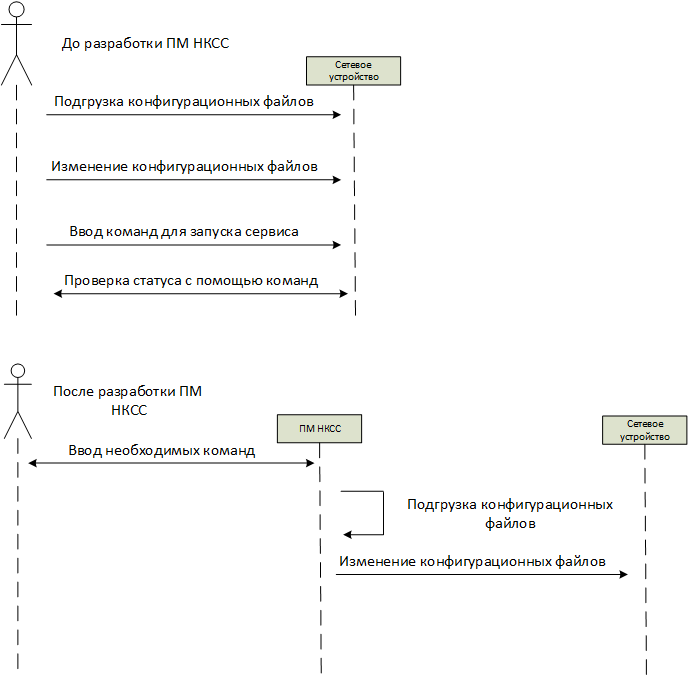 До разработки ПМ НКСС
Сетевое
устройство
Подгрузка конфигурационных файлов
Изменение конфигурационных файлов
Ввод команд для запуска сервиса
Проверка статуса с помощью команд
После разработки ПМ
НКСС
ПМ НКСС
Сетевое
устройство
Ввод необходимых команд
Подгрузка конфигурационных
файлов
Изменение конфигурационных файлов